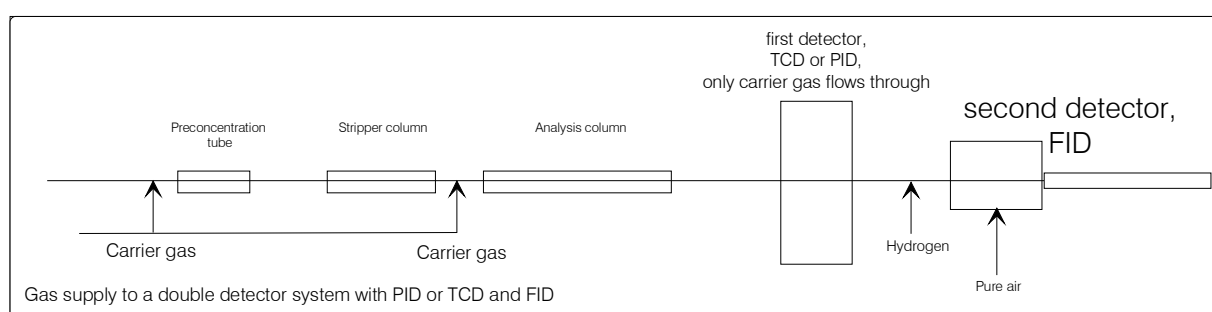 first detector,
TCD or PID,
only carrier gas flows through
second detector,
FID
Preconcentration
tube
Stripper column
Analysis column
Carrier gas
Carrier gas
Hydrogen
Pure air
Gas supply to a double detector system with PID or TCD and FID